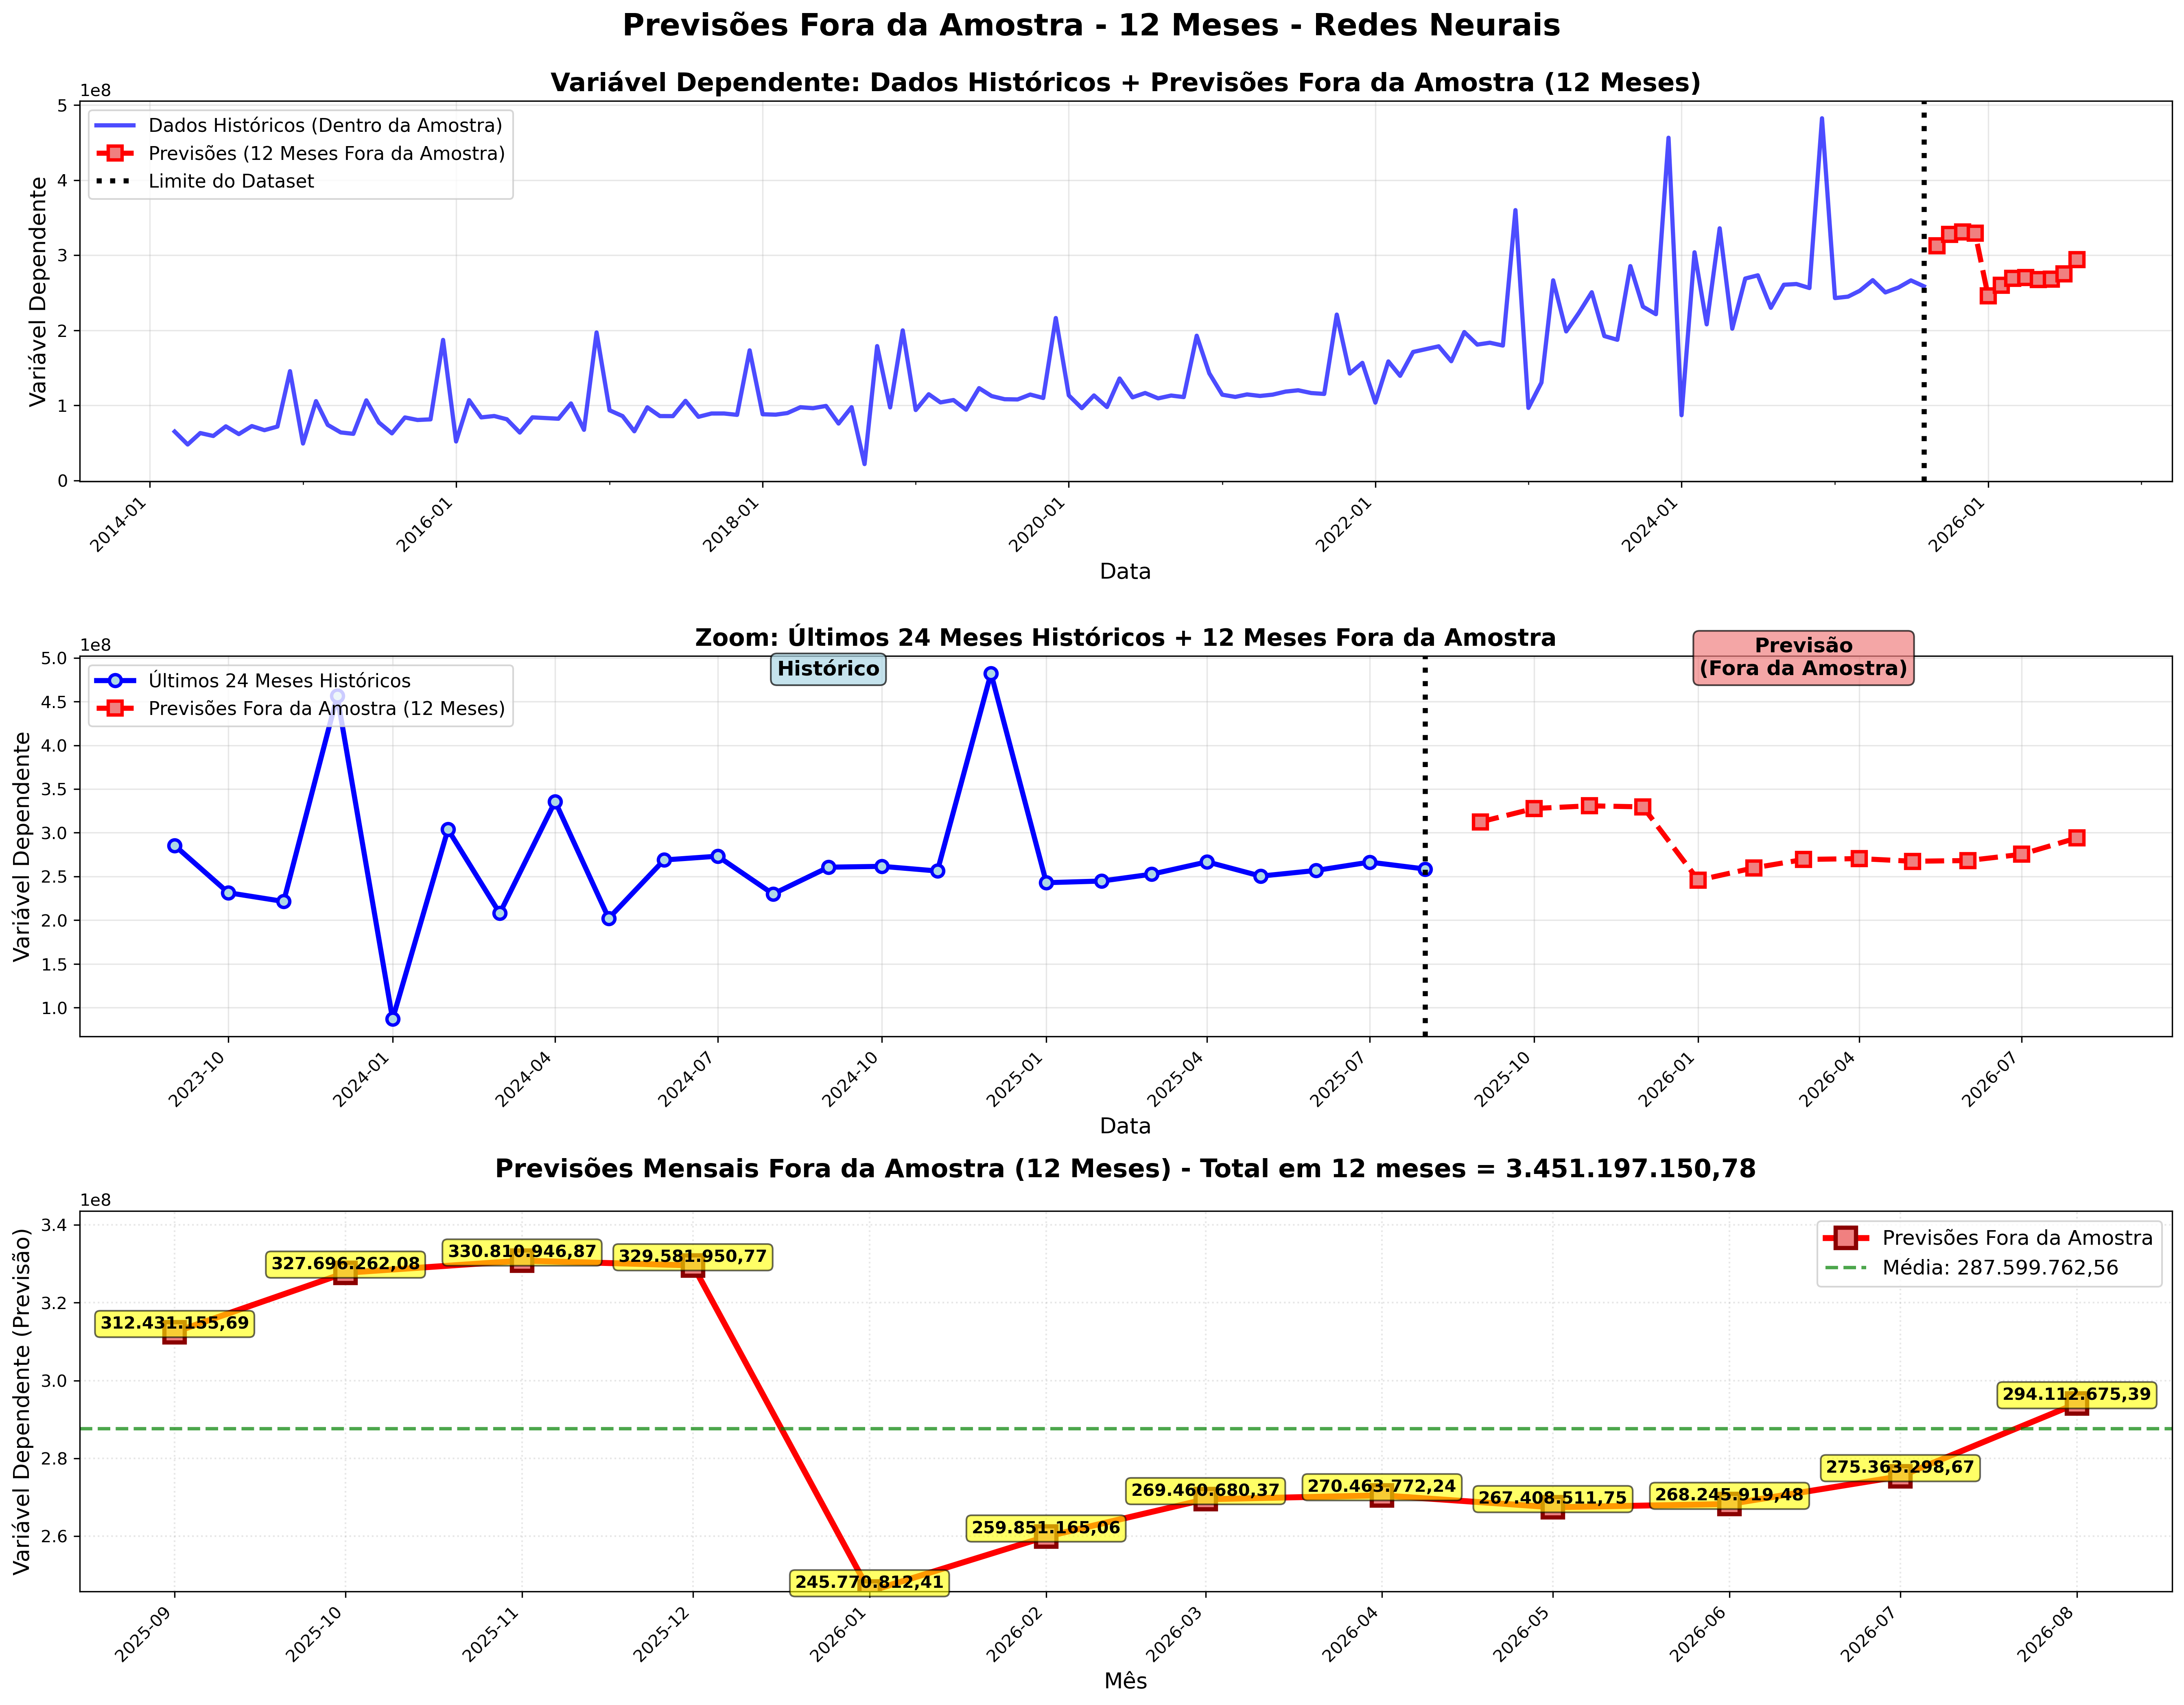 Previsões Fora da Amostra - 12 Meses - Redes Neurais
Variável Dependente: Dados Históricos + Previsões Fora da Amostra (12 Meses)
1e8
Dados Históricos (Dentro da Amostra)
Previsões (12 Meses Fora da Amostra)
Limite do Dataset
Variável Dependente
5
4
3
2
1
0
2014-01
2016-01
2018-01
2020-01
2022-01
2024-01
2026-01
Data
Zoom: Últimos 24 Meses Históricos + 12 Meses Fora da Amostra
1e8
Últimos 24 Meses Históricos
Previsões Fora da Amostra (12 Meses)
Histórico
Previsão
(Fora da Amostra)
Variável Dependente
5.0
4.5
4.0
3.5
3.0
2.5
2.0
1.5
1.0
2023-10
2024-01
2024-04
2024-07
2024-10
2025-01
2025-04
2025-07
2025-10
2026-01
2026-04
2026-07
Data
Previsões Mensais Fora da Amostra (12 Meses) - Total em 12 meses = 3.451.197.150,78
1e8
Previsões Fora da Amostra
Média: 287.599.762,56
Variável Dependente (Previsão)
3.4
3.2
3.0
2.8
2.6
312.431.155,69
327.696.262,08
330.810.946,87
329.581.950,77
245.770.812,41
259.851.165,06
269.460.680,37
270.463.772,24
267.408.511,75
268.245.919,48
275.363.298,67
294.112.675,39
2025-09
2025-10
2025-11
2025-12
2026-01
2026-02
2026-03
2026-04
2026-05
2026-06
2026-07
2026-08
Mês